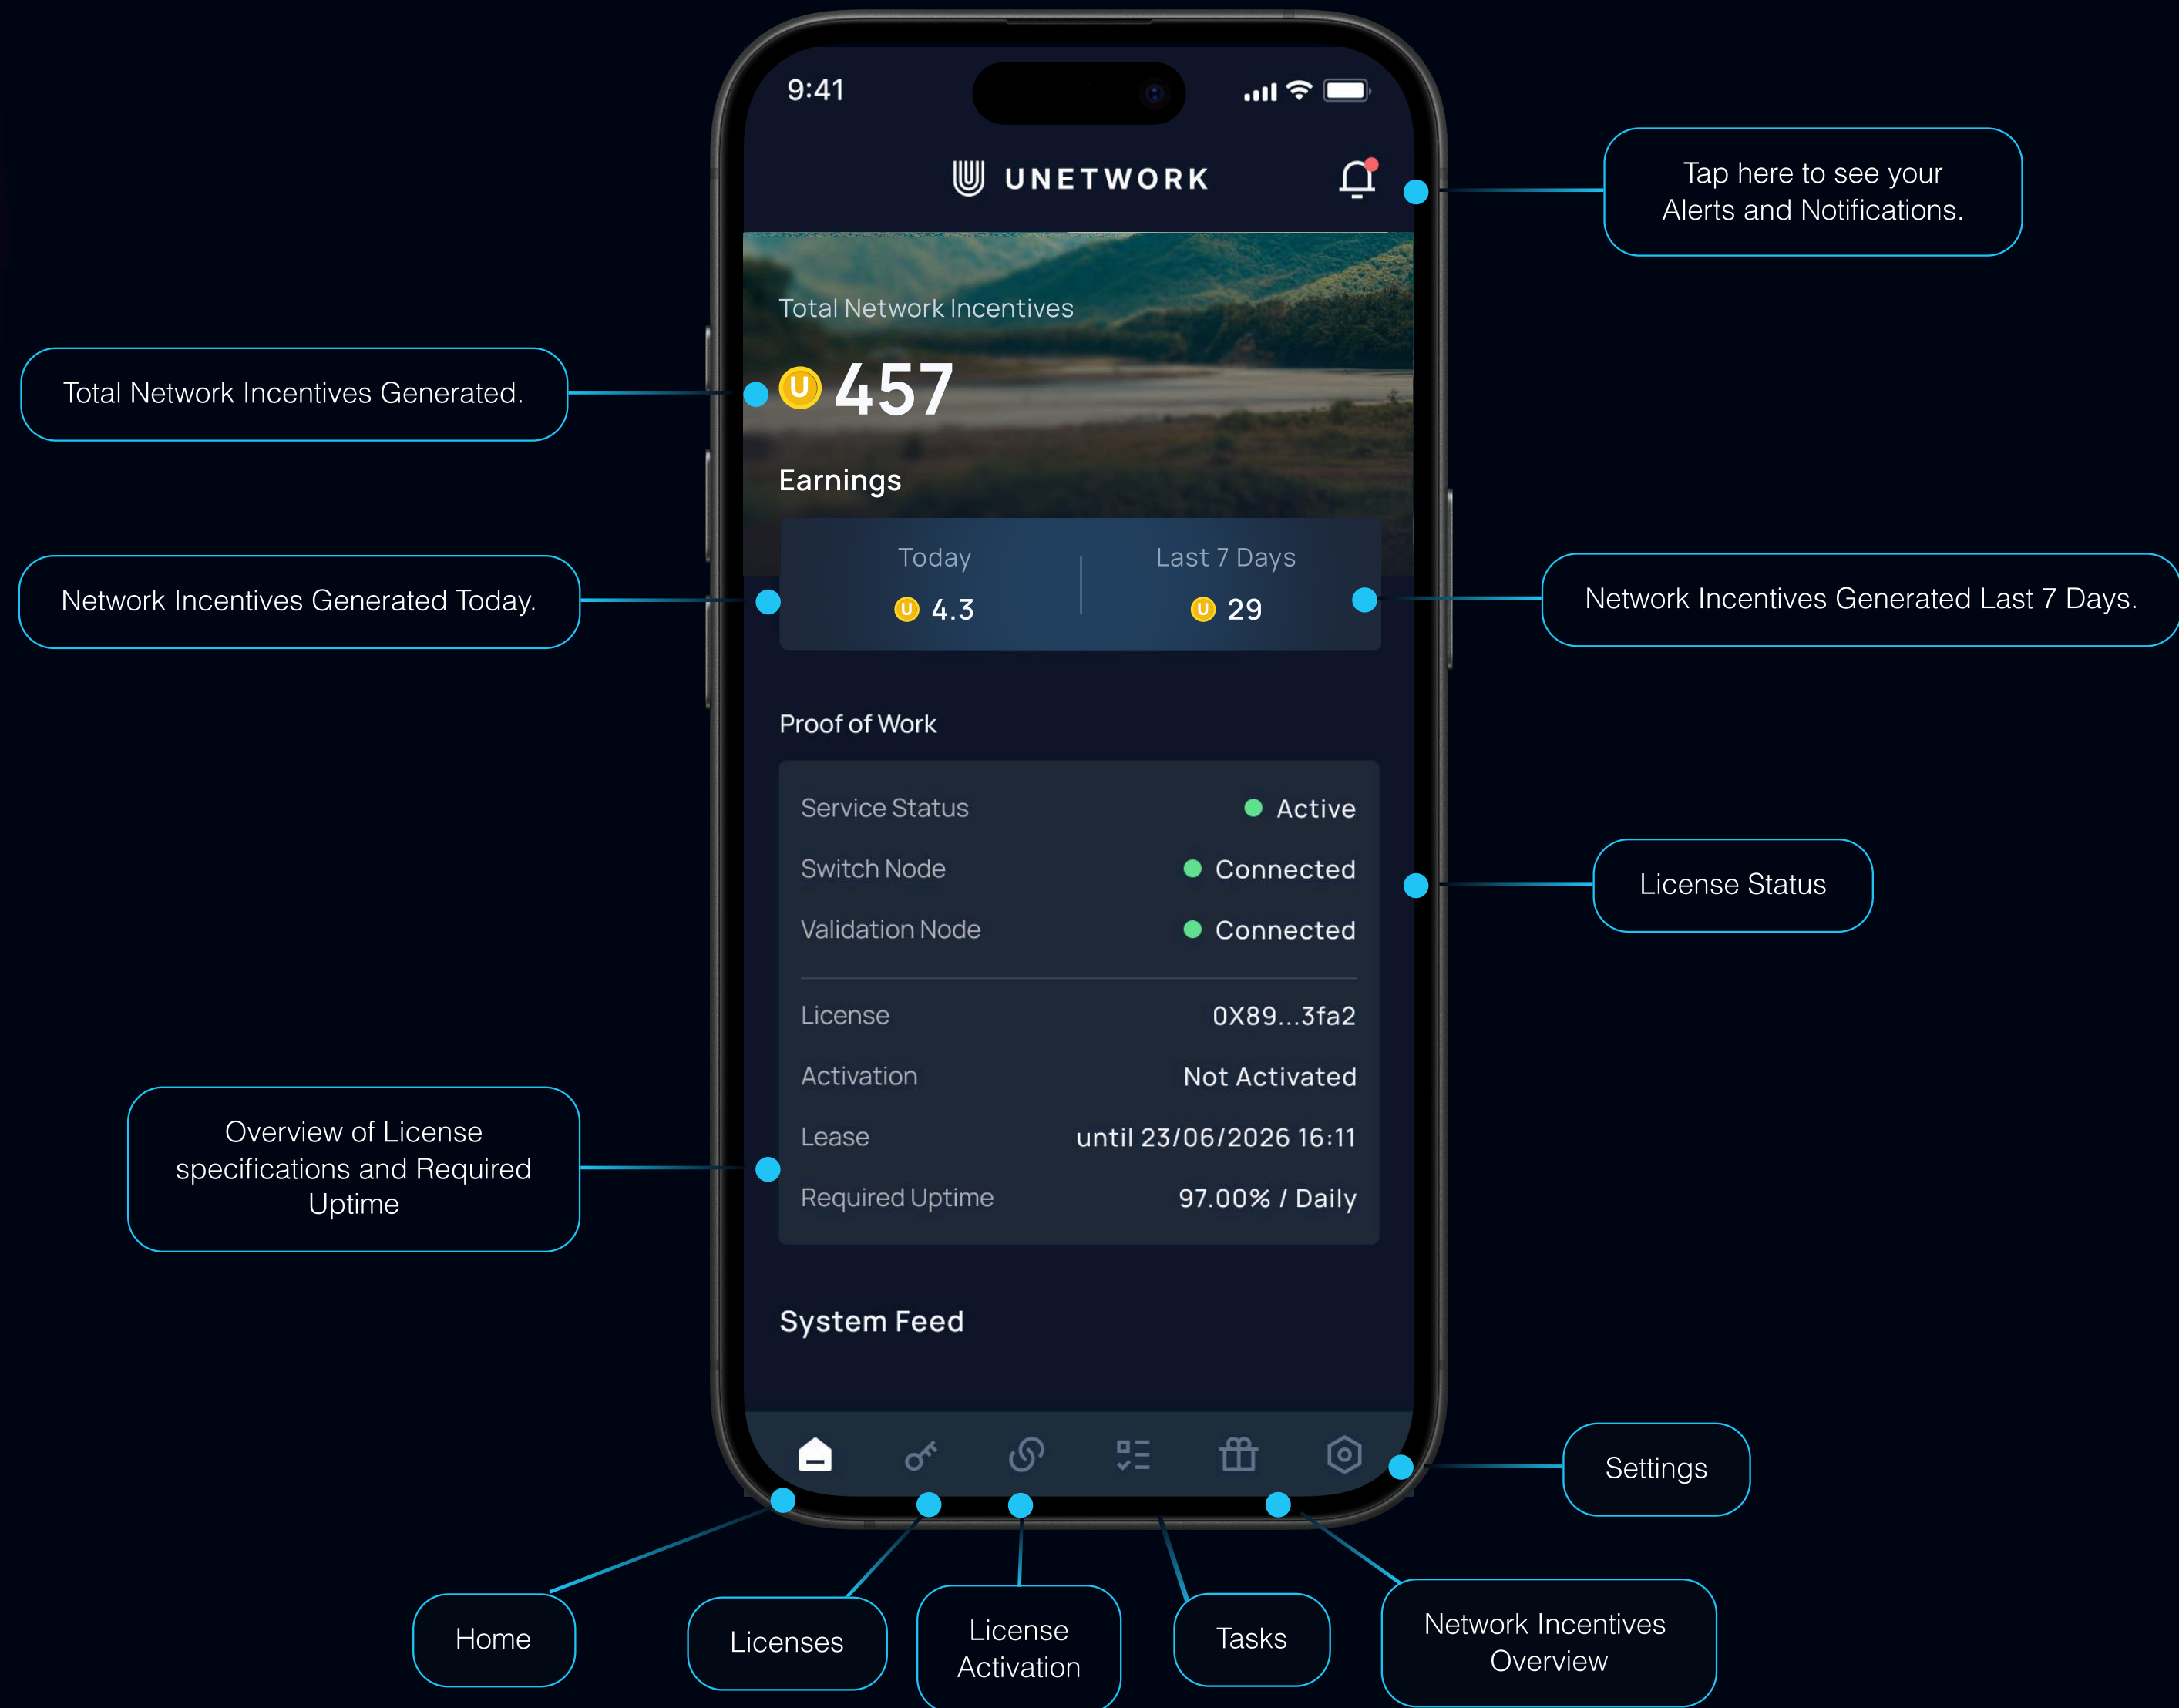 9:41
UNETWORK
Tap here to see your
Alerts and Notifications.
Total Network Incentives
Total Network Incentives Generated.
U 457
Earnings
Today
Last 7 Days
Network Incentives Generated Today.
U 4.3
U 29
Network Incentives Generated Last 7 Days.
Proof of Work
Service Status
Active
Switch Node
Connected
License Status
Validation Node
Connected
License
0X89...3fa2
Activation
Not Activated
Overview of License
specifications and Required
Uptime
Lease
until 23/06/2026 16:11
Required Uptime
97.00% / Daily
System Feed
Settings
Home
Licenses
License
Activation
Tasks
Network Incentives
Overview